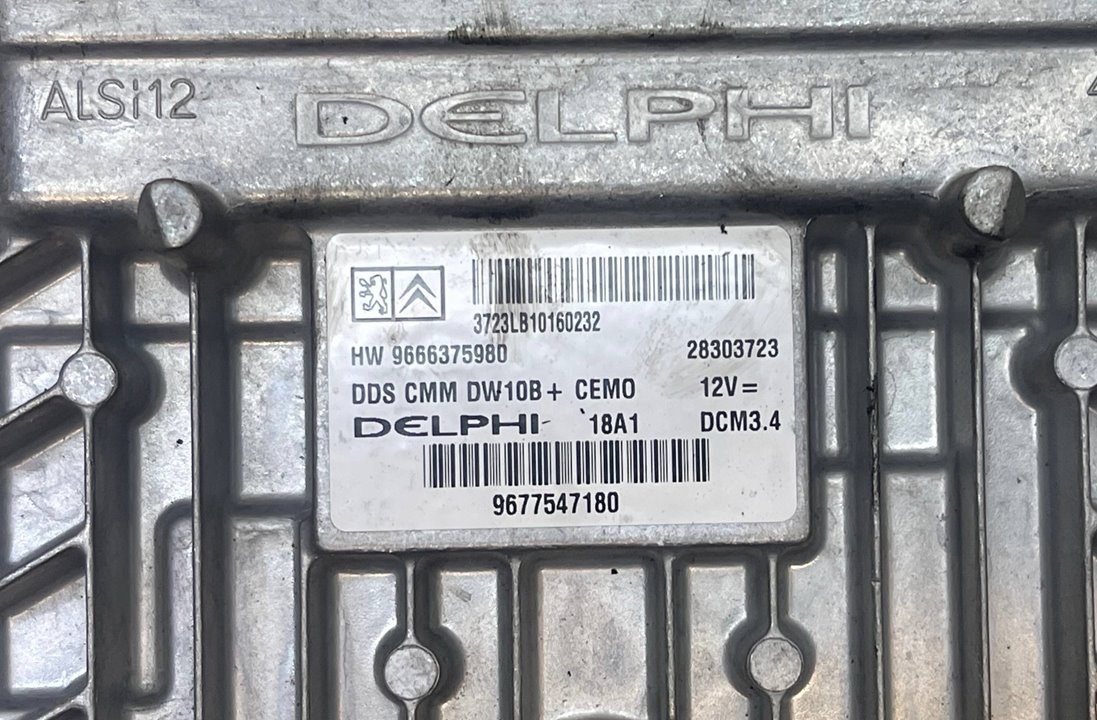 ALSi12
DELPHI
3723LB10160232
HW 9666375980
28303723
DDS CMM DW10B+ CEMO
12V =
DELPHI
18A1
DCM3.4
9677547180